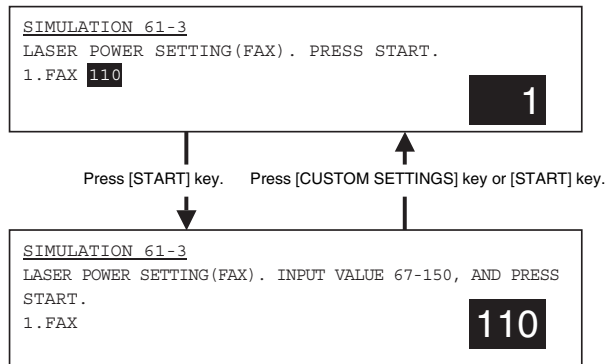 SIMULATION 61-3
LASER POWER SETTING(FAX). PRESS START.
1.FAX 110
1
Press [START] key.
Press [CUSTOM SETTINGS] key or [START] key.
SIMULATION 61-3
LASER POWER SETTING(FAX). INPUT VALUE 67-150, AND PRESS
START.
1.FAX
110